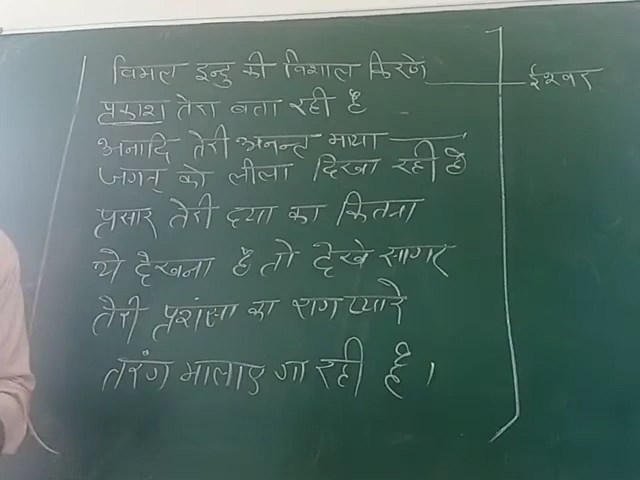 विमल इन्दु की विशाल किरणे
ईश्वर
प्रकाश तेरा बता रही है
अनादि तेरी अनन्त माया
जगत् को लीला दिखा रही है
प्रसार तेरी दया का कितना
ये देखना है तो देखे सागर
तेरी प्रशंसा का राग प्यारे
तरंग मालाए गा रही है ।